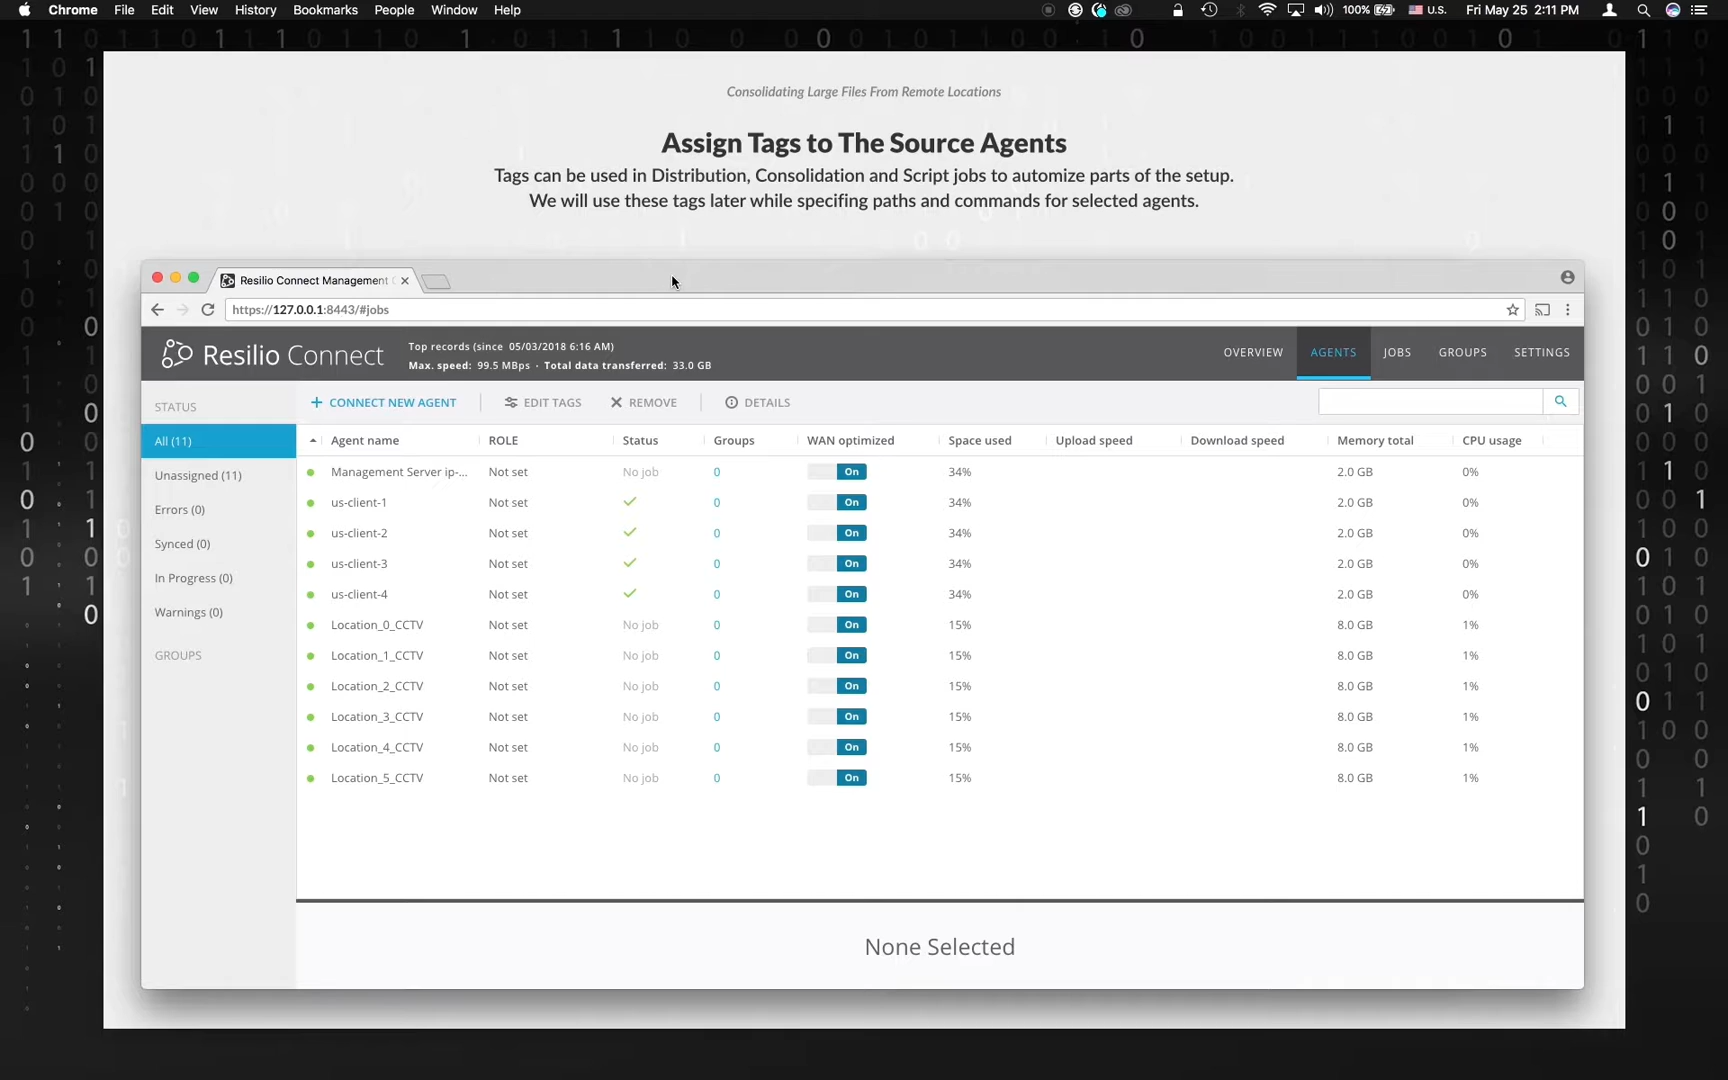 Chrome File Edit View History Bookmarks People Window Help 100% U.S. Fri May 25 2:11 PM
Consolidating Large Files From Remote Locations
Assign Tags to The Source Agents
Tags can be used in Distribution, Consolidation and Script jobs to automize parts of the setup.
We will use these tags later while specifing paths and commands for selected agents.
Resilio Connect Management
https://127.0.0.1:8443/#jobs
Resilio Connect
Top records (since 05/03/2018 6:16 AM)
Max. speed: 99.5 MBps · Total data transferred: 33.0 GB
OVERVIEW AGENTS JOBS GROUPS SETTINGS
STATUS
All (11)
Unassigned (11)
Errors (0)
Synced (0)
In Progress (0)
Warnings (0)
GROUPS
+ CONNECT NEW AGENT EDIT TAGS REMOVE DETAILS
Agent name ROLE Status Groups WAN optimized Space used Upload speed Download speed Memory total CPU usage
Management Server ip-... Not set No job 0 On 34% 2.0 GB 0%
us-client-1 Not set 0 On 34% 2.0 GB 0%
us-client-2 Not set 0 On 34% 2.0 GB 0%
us-client-3 Not set 0 On 34% 2.0 GB 0%
us-client-4 Not set 0 On 34% 2.0 GB 0%
Location_0_CCTV Not set No job 0 On 15% 8.0 GB 1%
Location_1_CCTV Not set No job 0 On 15% 8.0 GB 1%
Location_2_CCTV Not set No job 0 On 15% 8.0 GB 1%
Location_3_CCTV Not set No job 0 On 15% 8.0 GB 1%
Location_4_CCTV Not set No job 0 On 15% 8.0 GB 1%
Location_5_CCTV Not set No job 0 On 15% 8.0 GB 1%
None Selected